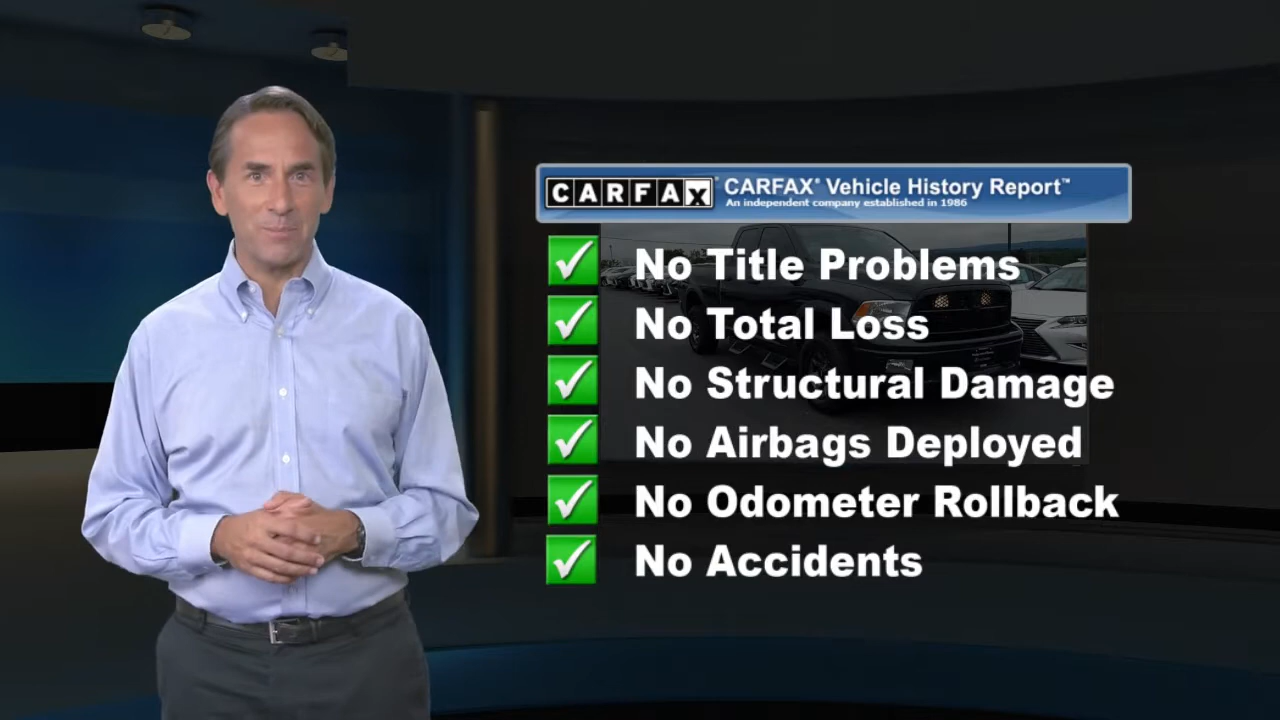 CARFAX® CARFAX® Vehicle History Report™
An independent company established in 1986
No Title Problems
No Total Loss
No Structural Damage
No Airbags Deployed
No Odometer Rollback
No Accidents